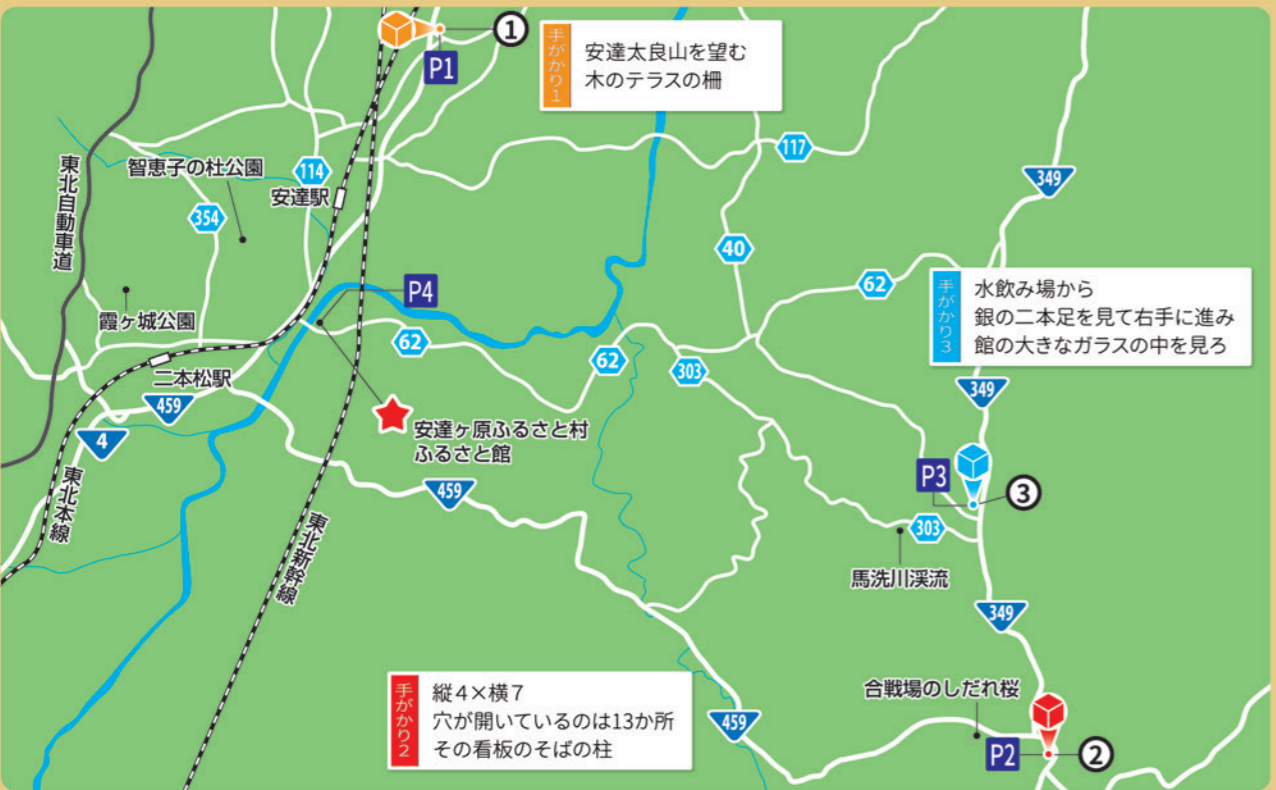 ①
P1
手がかり1
安達太良山を望む
木のテラスの柵
117
349
東北自動車道
智恵子の杜公園
114
安達駅
354
40
P4
62
霞ヶ城公園
手がかり3
水飲み場から
銀の二本足を見て右手に進み
館の大きなガラスの中を見ろ
62
62
303
349
二本松駅
459
4
安達ヶ原ふるさと村
ふるさと館
東北本線
459
P3
③
東北新幹線
303
馬洗川渓流
349
手がかり2
縦4×横7
穴が開いているのは13か所
その看板のそばの柱
459
合戦場のしだれ桜
P2
②